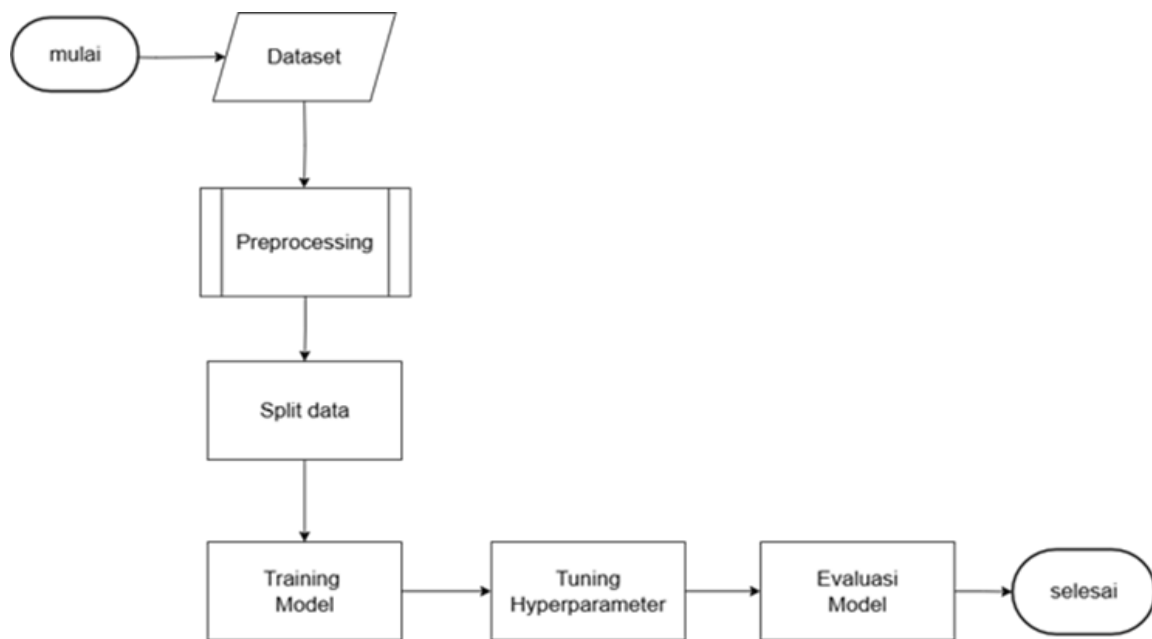 mulai
Dataset
Preprocessing
Split data
Training
Model
Tuning
Hyperparameter
Evaluasi
Model
selesai